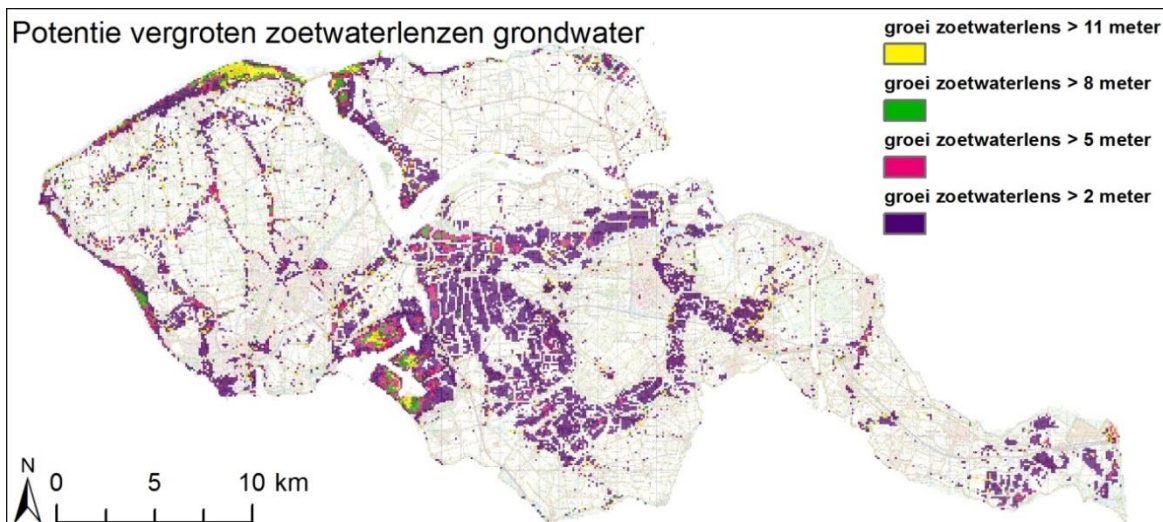 Potentie vergroten zoetwaterlenzen grondwater
groei zoetwaterlens > 11 meter
groei zoetwaterlens > 8 meter
groei zoetwaterlens > 5 meter
groei zoetwaterlens > 2 meter
N
0 5 10 km